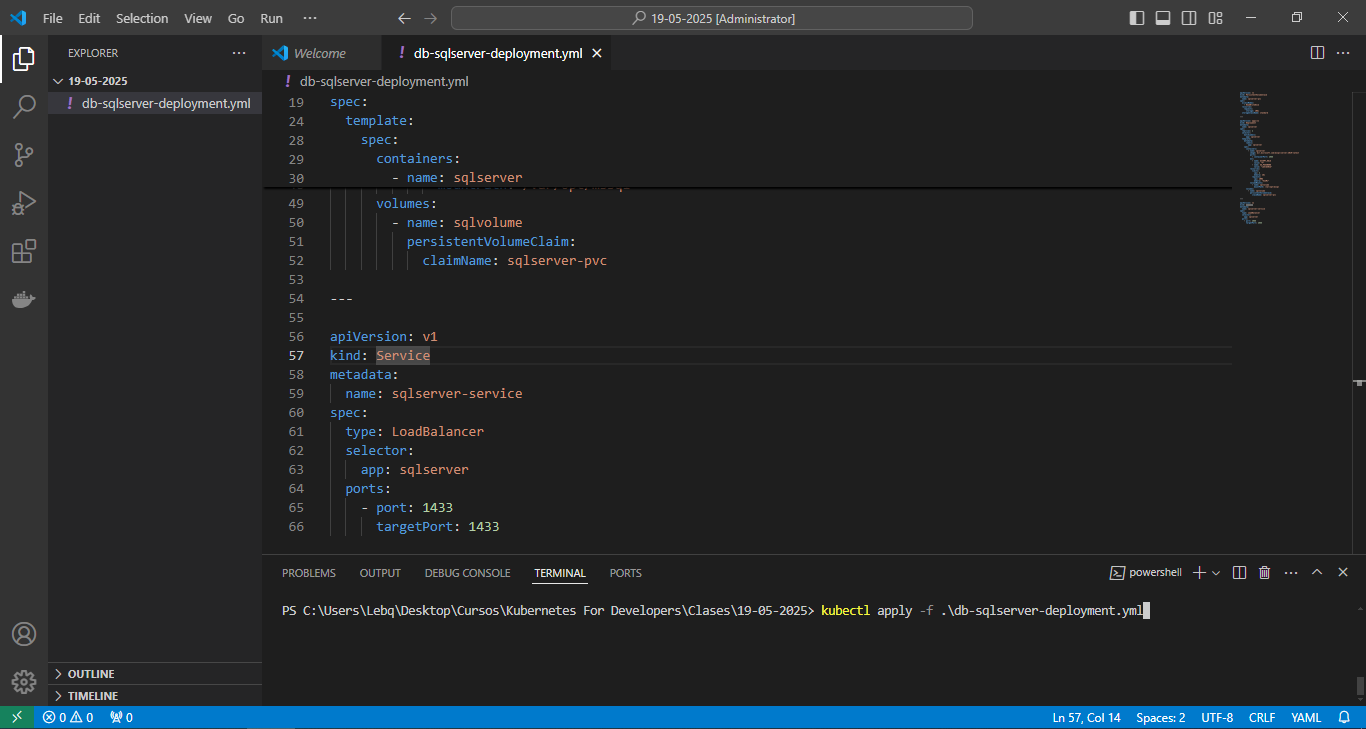 File Edit Selection View Go Run ··· 19-05-2025 [Administrator]
EXPLORER ···
Welcome ! db-sqlserver-deployment.yml
19-05-2025
! db-sqlserver-deployment.yml
! db-sqlserver-deployment.yml
19 spec:
24 template:
28 spec:
29 containers:
30 - name: sqlserver
49 volumes:
50 - name: sqlvolume
51 persistentVolumeClaim:
52 claimName: sqlserver-pvc
53
54 ---
55
56 apiVersion: v1
57 kind: Service
58 metadata:
59 name: sqlserver-service
60 spec:
61 type: LoadBalancer
62 selector:
63 app: sqlserver
64 ports:
65 - port: 1433
66 targetPort: 1433
PROBLEMS OUTPUT DEBUG CONSOLE TERMINAL PORTS powershell
PS C:\Users\Lebq\Desktop\Cursos\Kubernetes For Developers\Clases\19-05-2025> kubectl apply -f .\db-sqlserver-deployment.yml
OUTLINE
TIMELINE
0 0 0 Ln 57, Col 14 Spaces: 2 UTF-8 CRLF YAML